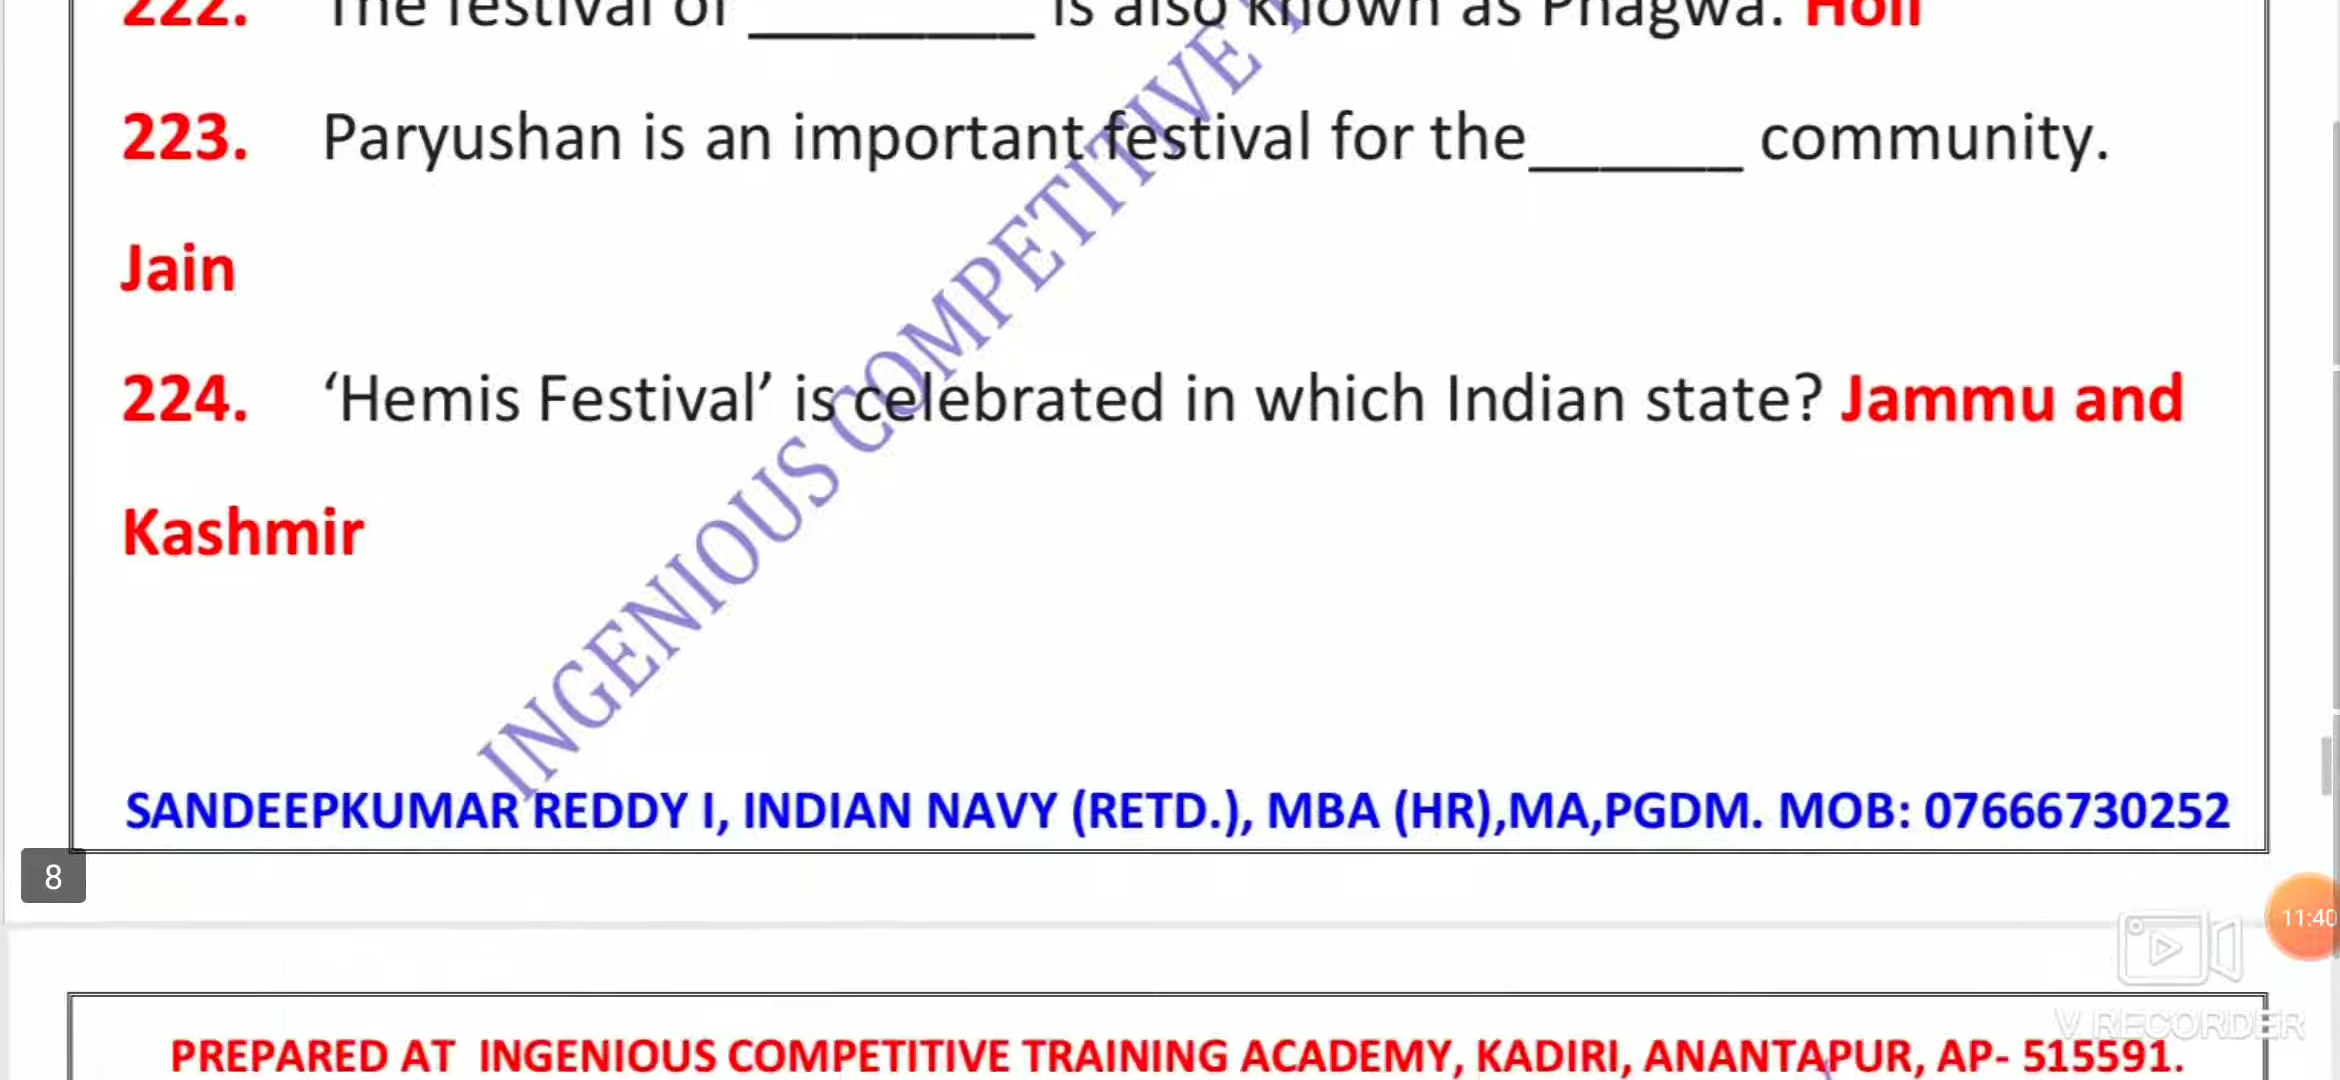 222. The festival of ________ is also known as Phagwa. Holi
223. Paryushan is an important festival for the______ community.
Jain
224. ‘Hemis Festival’ is celebrated in which Indian state? Jammu and
Kashmir
INGENIOUS COMPETITIVE
SANDEEPKUMAR REDDY I, INDIAN NAVY (RETD.), MBA (HR),MA,PGDM. MOB: 07666730252
8
11:40
V RECORDER
PREPARED AT INGENIOUS COMPETITIVE TRAINING ACADEMY, KADIRI, ANANTAPUR, AP- 515591.